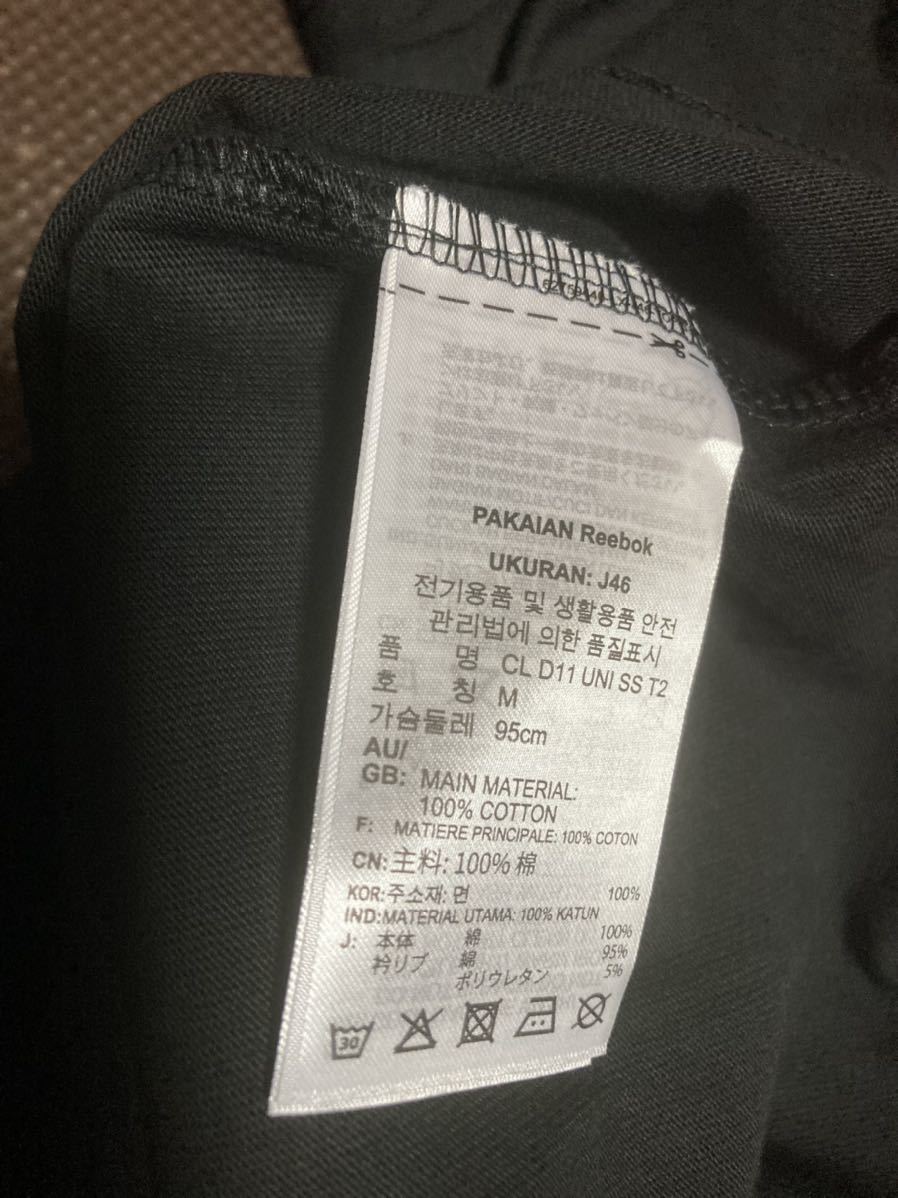 PAKAIAN Reebok
UKURAN: J46
전기용품 및 생활용품 안전
관리법에 의한 품질표시
품 명 CL D11 UNI SS T2
호 칭 M
가슴둘레 95cm
AU/
GB: MAIN MATERIAL:
100% COTTON
F: MATIERE PRINCIPALE: 100% COTON
CN: 主料: 100% 棉
KOR: 주소재: 면 100%
IND: MATERIAL UTAMA: 100% KATUN
J: 本体 綿 100%
衿リブ 綿 95%
ポリウレタン 5%
30